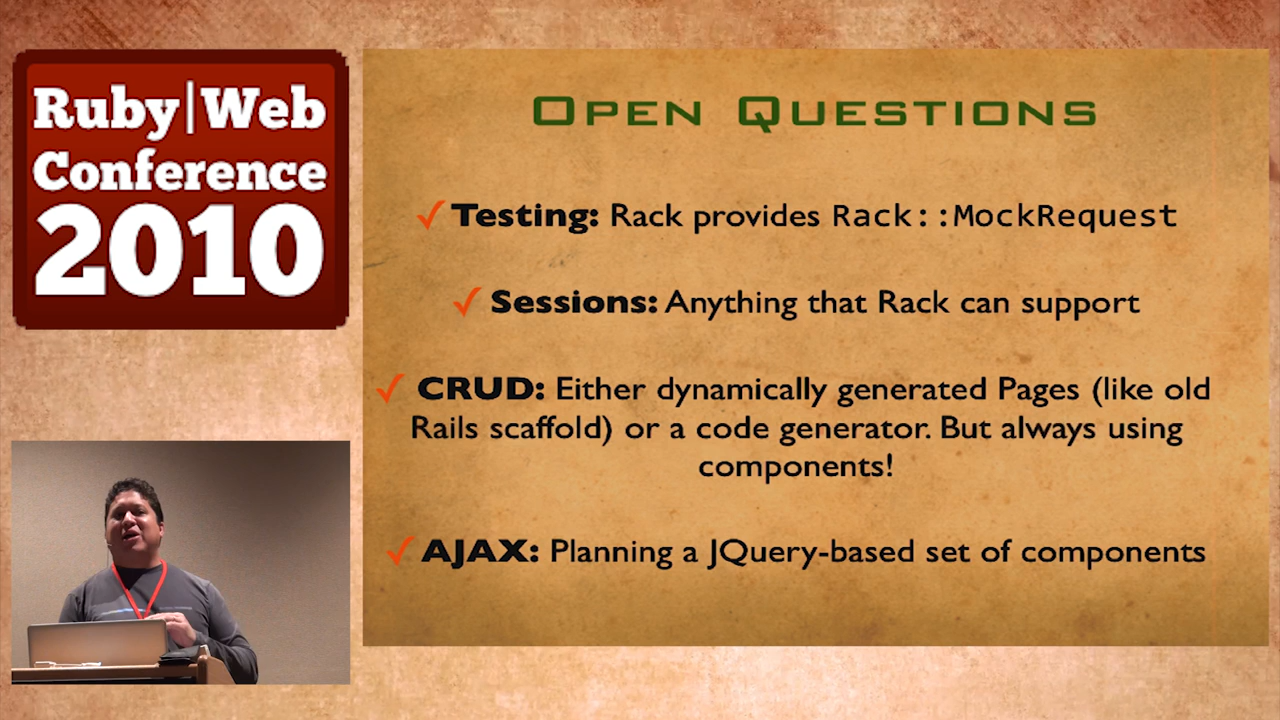 Ruby|Web
Conference
2010
OPEN QUESTIONS
✓ Testing: Rack provides Rack::MockRequest
✓ Sessions: Anything that Rack can support
✓ CRUD: Either dynamically generated Pages (like old
Rails scaffold) or a code generator. But always using
components!
✓ AJAX: Planning a JQuery-based set of components